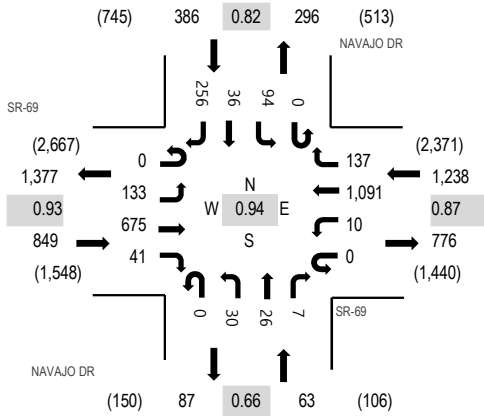 (745) 386 0.82 296 (513)
NAVAJO DR
256 36 94 0
SR-69
(2,667) (2,371)
0 137
1,377 1,238
133 N 1,091
0.93 W 0.94 E 0.87
675 10
849 S 776
41 0
(1,548) (1,440)
0 30 26 7
SR-69
NAVAJO DR
(150) 87 0.66 63 (106)